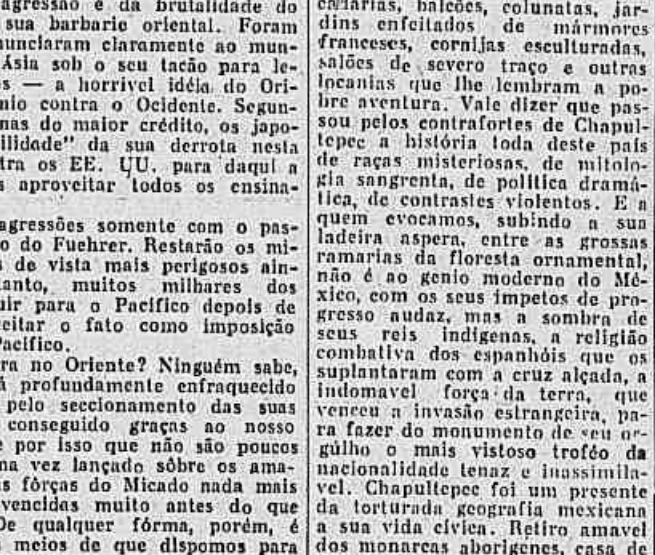 agressão e da brutalidade do
sua barbarie oriental. Foram
nunciaram claramente ao mun-
Ásia sob o seu tacão para le-
s — a horrivel idéia do Ori-
nio contra o Ocidente. Segun-
nas do maior crédito, os japo-
ilidade" da sua derrota nesta
tra os EE. UU. para daqui a
s aproveitar todos os ensina-
agressões somente com o pas-
o do Fuehrer. Restarão os mi-
s de vista mais perigosos ain-
tanto, muitos milhares dos
uir para o Pacifico depois de
ceitar o fato como imposição
Pacifico.
ra no Oriente? Ninguém sabe,
á profundamente enfraquecido
pelo seccionamento das suas
conseguido graças ao nosso
e por isso que não são poucos
ma vez lançado sôbre os ama-
s fôrças do Micado nada mais
vencidas muito antes do que
De qualquer fórma, porém, é
meios de que dispomos para
balcões, colunatas, jar-
dins enfeitados de mármores
franceses, cornijas esculturadas,
salões de severo traço e outras
locanias que lhe lembram a po-
bre aventura. Vale dizer que pas-
sou pelos contrafortes de Chapul-
tepec a história toda deste país
de raças misteriosas, de mitolo-
gia sangrenta, de politica dramá-
tica, de contrastes violentos. E a
quem evocamos, subindo a sua
ladeira aspera, entre as grossas
ramarias da floresta ornamental,
não é ao genio moderno do Mé-
xico, com os seus ímpetos de pro-
gresso audaz, mas a sombra de
seus reis indigenas, a religião
combativa dos espanhóis que os
suplantaram com a cruz alçada, a
indomavel força da terra, que
venceu a invasão estrangeira, pa-
ra fazer do monumento de seu or-
gúlho o mais vistoso troféo da
nacionalidade tenaz e inassimila-
vel. Chapultepec foi um presente
da torturada geografia mexicana
a sua vida cívica. Retiro amavel
dos monarcas aborigenes, casa de